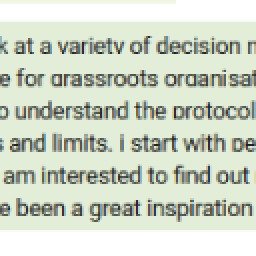 k at a variety of decision
e for grassroots organisat
o understand the protocol
s and limits. i start with pe
am interested to find out
e been a great inspiration